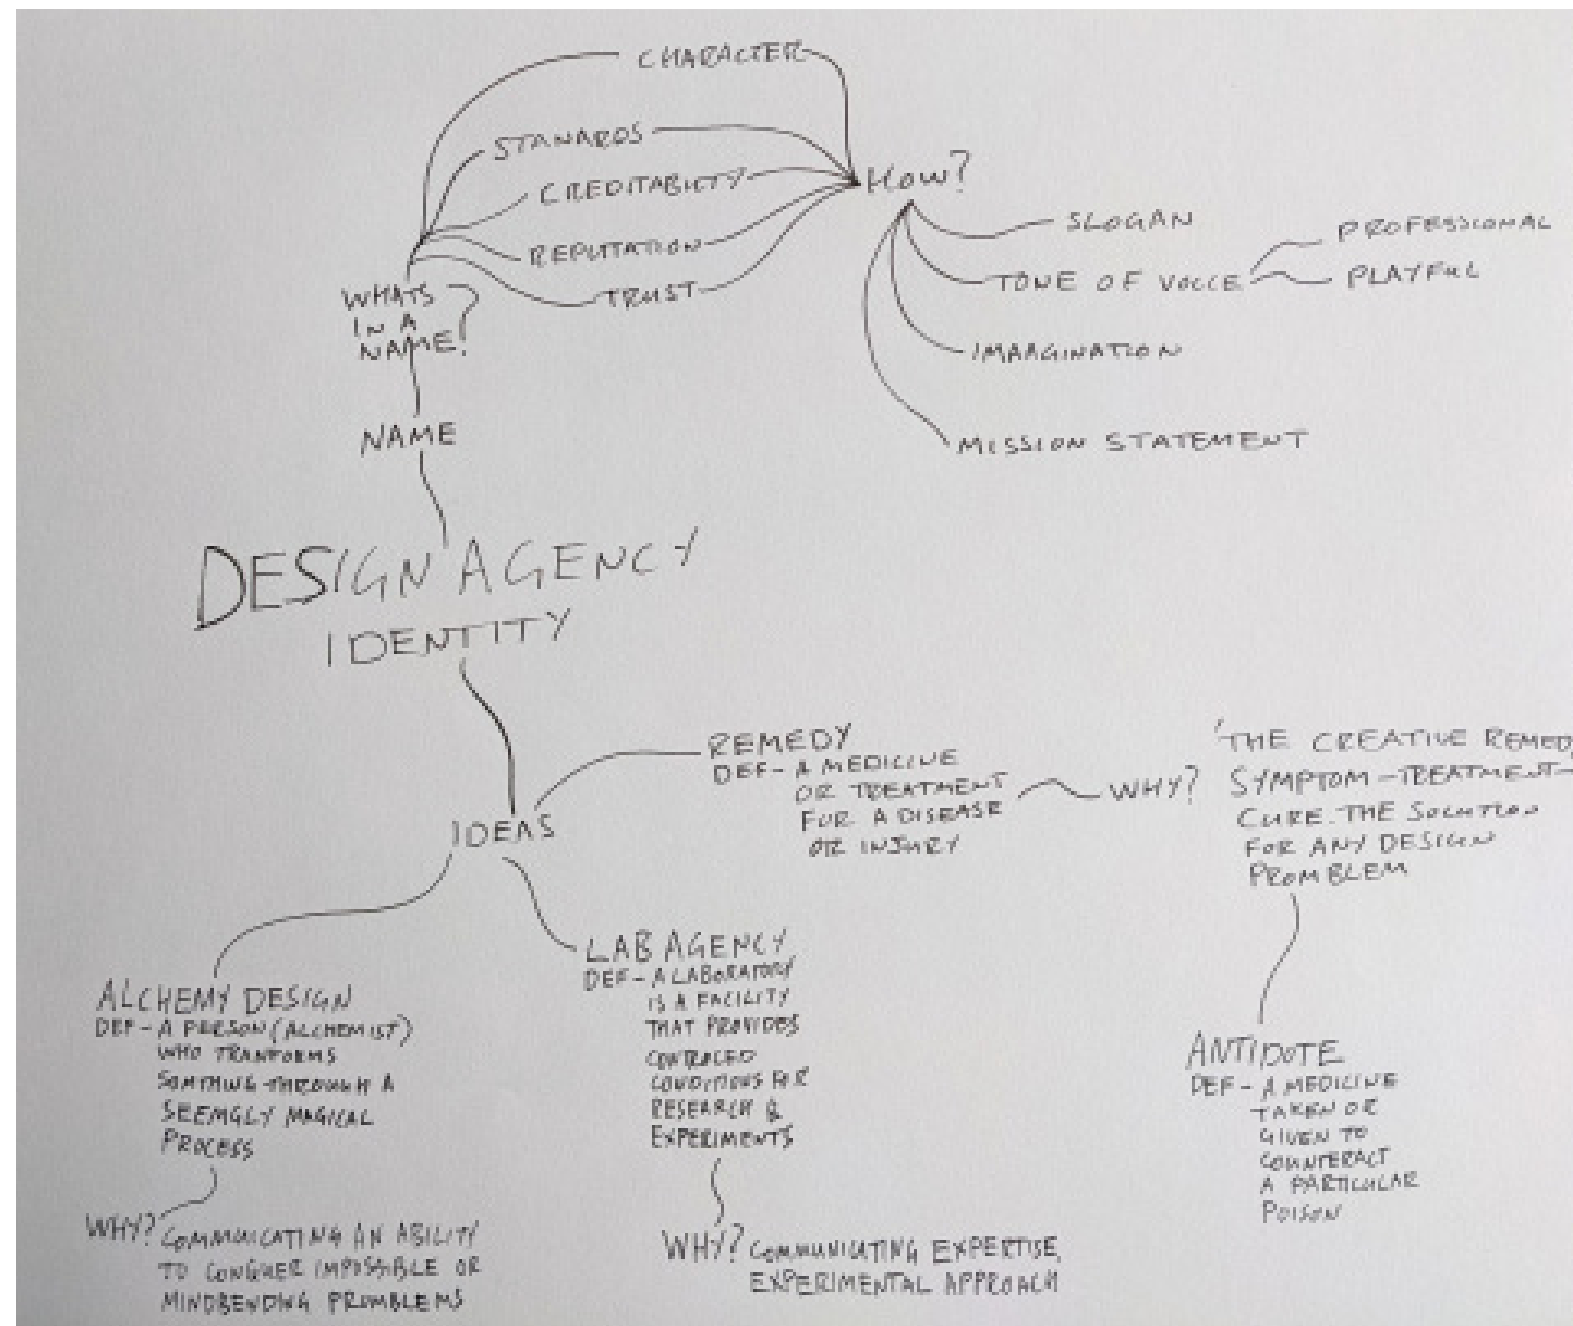 CHARACTER
STANARDS
CREDITABILTY
HOW?
REPUTATION
TRUST
SLOGAN
TONE OF VOICE
PROFESSIONAL
PLAYFUL
IMAAGINATION
MISSION STATEMENT
WHATS
IN A
NAME?
NAME
DESIGN AGENCY
IDENTITY
IDEAS
REMEDY
DEF - A MEDICINE
OR TREATMENT
FOR A DISEASE
OR INJURY
WHY?
'THE CREATIVE REMEDY
SYMPTOM - TREATMENT -
CURE. THE SOLUTION
FOR ANY DESIGN
PROMBLEM
ANTIDOTE
DEF - A MEDICINE
TAKEN OR
GIVEN TO
COUNTERACT
A PARTICULAR
POISON
LAB AGENCY
DEF - A LABORATORY
IS A FACILITY
THAT PROVIDES
CONTROLED
CONDITIONS FOR
RESEARCH &
EXPERIMENTS
WHY? COMMUNICATING EXPERTISE,
EXPERIMENTAL APPROACH
ALCHEMY DESIGN
DEF - A PERSON (ALCHEMIST)
WHO TRANFORMS
SOMTHING THROUGH A
SEEMGLY MAGICAL
PROCESS
WHY? COMMUNICATING AN ABILITY
TO CONQUER IMPOSSIBLE OR
MINDBENDING PROMBLEMS